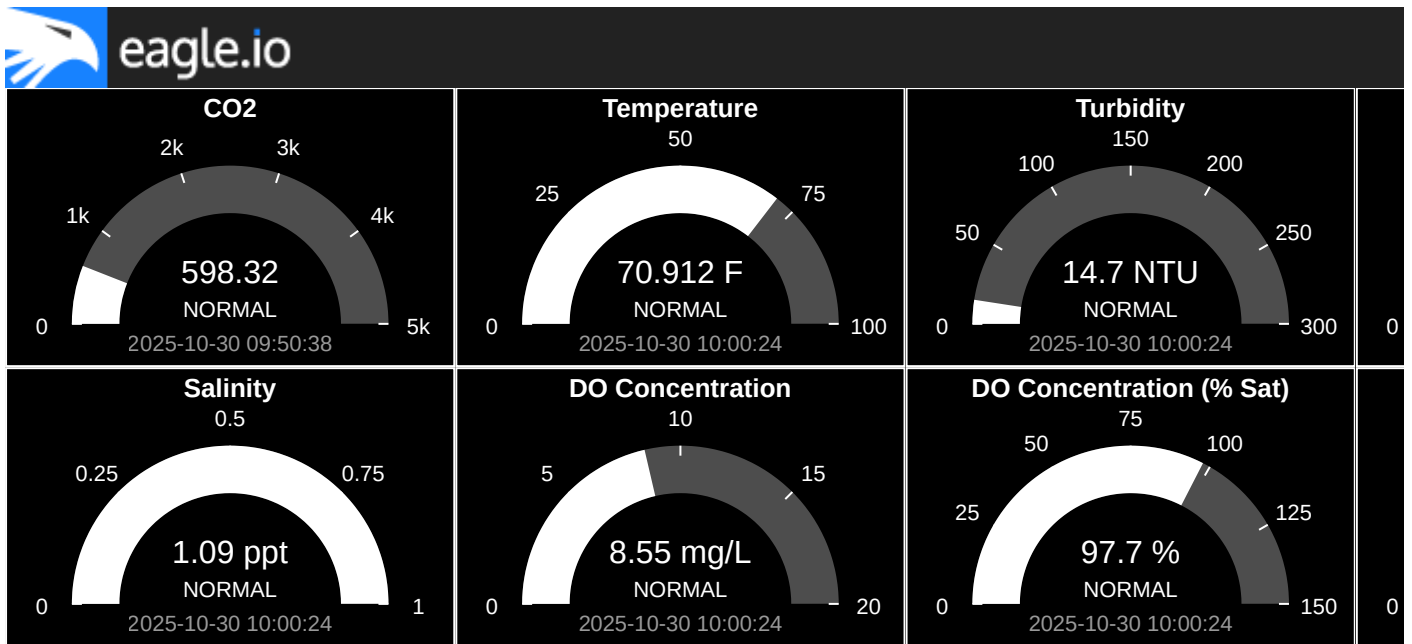 eagle.io
CO2
2k
3k
1k
4k
598.32
NORMAL
0
5k
2025-10-30 09:50:38
Temperature
50
25
75
70.912 F
NORMAL
0
100
2025-10-30 10:00:24
Turbidity
150
100
200
50
250
14.7 NTU
NORMAL
0
300
2025-10-30 10:00:24
0
Salinity
0.5
0.25
0.75
1.09 ppt
NORMAL
0
1
2025-10-30 10:00:24
DO Concentration
10
5
15
8.55 mg/L
NORMAL
0
20
2025-10-30 10:00:24
DO Concentration (% Sat)
75
50
100
25
125
97.7 %
NORMAL
0
150
2025-10-30 10:00:24
0